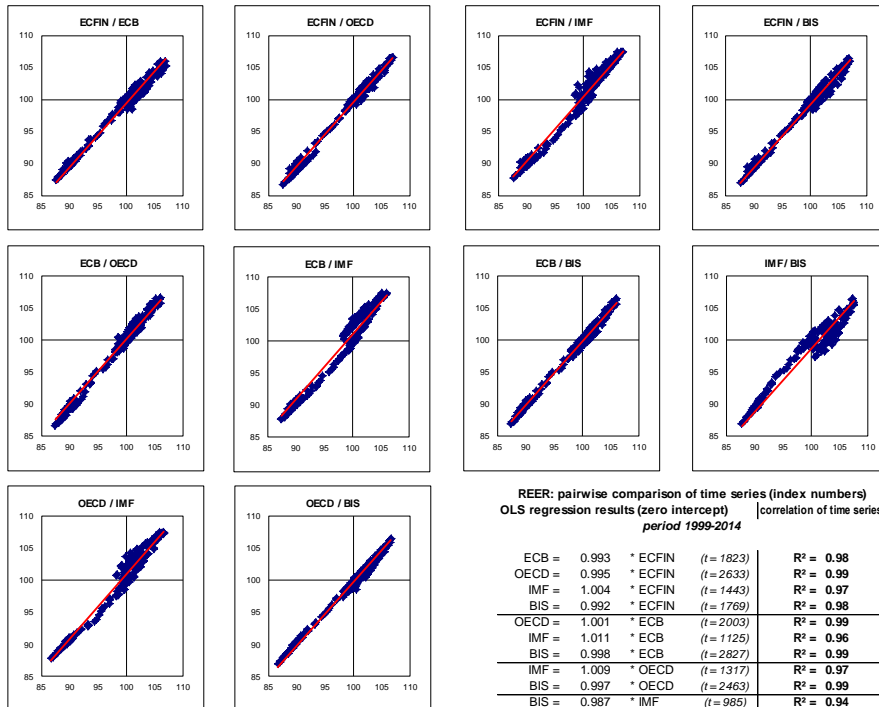 ECFIN / ECB
110
105
100
95
90
85
85 90 95 100 105 110
ECFIN / OECD
110
105
100
95
90
85
85 90 95 100 105 110
ECFIN / IMF
110
105
100
95
90
85
85 90 95 100 105 110
ECFIN / BIS
110
105
100
95
90
85
85 90 95 100 105 110
ECB / OECD
110
105
100
95
90
85
85 90 95 100 105 110
ECB / IMF
110
105
100
95
90
85
85 90 95 100 105 110
ECB / BIS
110
105
100
95
90
85
85 90 95 100 105 110
IMF / BIS
110
105
100
95
90
85
85 90 95 100 105 110
OECD / IMF
110
105
100
95
90
85
85 90 95 100 105 110
OECD / BIS
110
105
100
95
90
85
85 90 95 100 105 110
REER: pairwise comparison of time series (index numbers)
OLS regression results (zero intercept) correlation of time series
period 1999-2014
ECB = 0.993 * ECFIN (t = 1823) R² = 0.98
OECD = 0.995 * ECFIN (t = 2633) R² = 0.99
IMF = 1.004 * ECFIN (t = 1443) R² = 0.97
BIS = 0.992 * ECFIN (t = 1769) R² = 0.98
OECD = 1.001 * ECB (t = 2003) R² = 0.99
IMF = 1.011 * ECB (t = 1125) R² = 0.96
BIS = 0.998 * ECB (t = 2827) R² = 0.99
IMF = 1.009 * OECD (t = 1317) R² = 0.97
BIS = 0.997 * OECD (t = 2463) R² = 0.99
BIS = 0.987 * IMF (t = 985) R² = 0.94